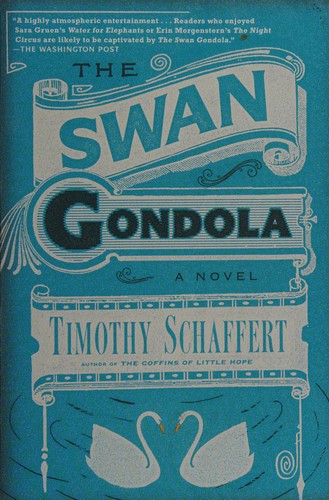 "A highly atmospheric entertainment . . . Readers who enjoyed
Sara Gruen's Water for Elephants or Erin Morgenstern's The Night
Circus are likely to be captivated by The Swan Gondola."
—THE WASHINGTON POST
THE
SWAN
GONDOLA
A NOVEL
TIMOTHY SCHAFFERT
AUTHOR OF THE COFFINS OF LITTLE HOPE